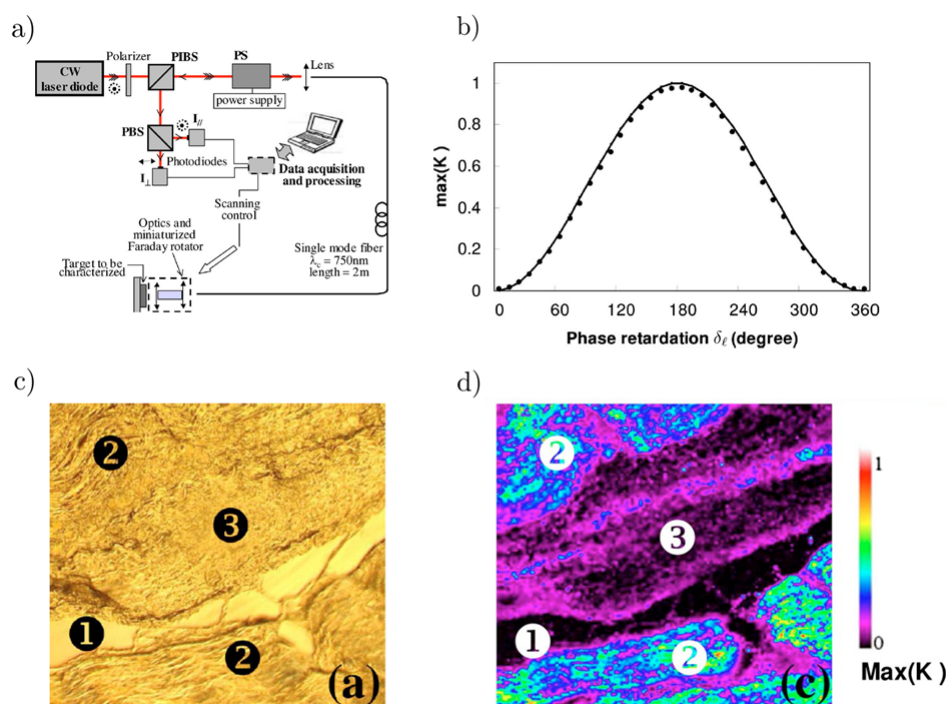 a)
CW
laser diode
Polarizer
PIBS
PS
Lens
power supply
PBS
I//
Photodiodes
I⊥
Data acquisition
and processing
Scanning
control
Optics and
miniaturized
Faraday rotator
Target to be
characterized
Single mode fiber
λc = 750nm
length = 2m
b)
max(K )
1
0.8
0.6
0.4
0.2
0
0 60 120 180 240 300 360
Phase retardation δℓ (degree)
c)
2
3
1
2
(a)
d)
2
3
1
2
(c)
1
0
Max(K )